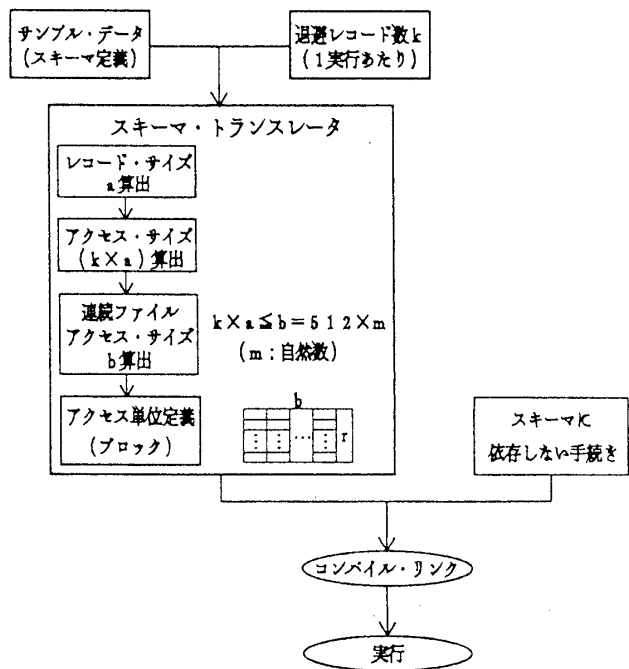 サンプル・データ
(スキーマ定義)
退避レコード数k
(1実行あたり)
スキーマ・トランスレータ
レコード・サイズ
a算出
アクセス・サイズ
(k×a)算出
連続ファイル
アクセス・サイズ
b算出
k×a≤b=512×m
(m:自然数)
アクセス単位定義
(ブロック)
b
r
スキーマに
依存しない手続き
コンパイル・リンク
実行